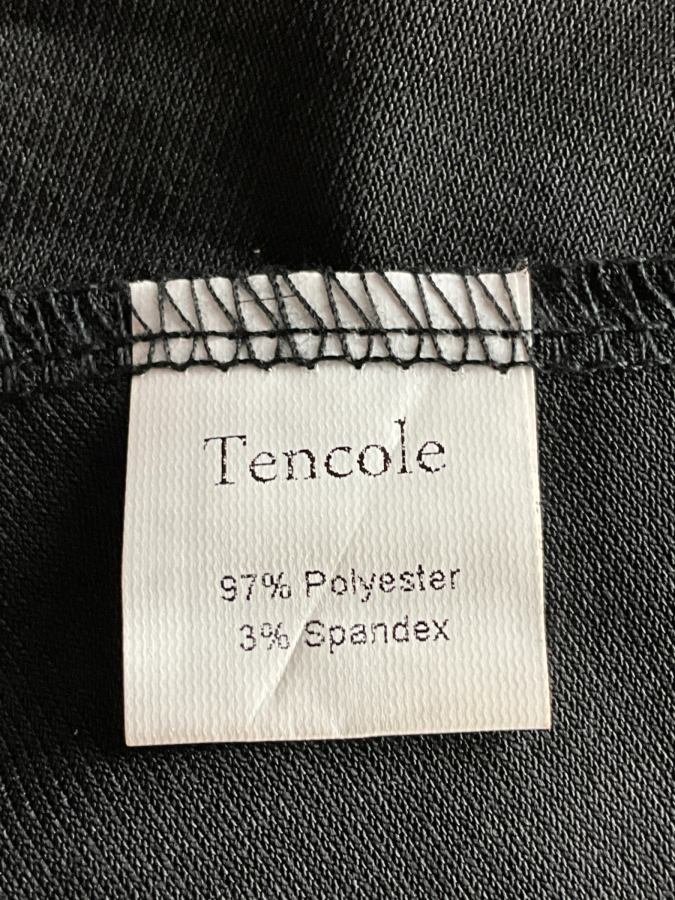 Tencole
97% Polyester
3% Spandex